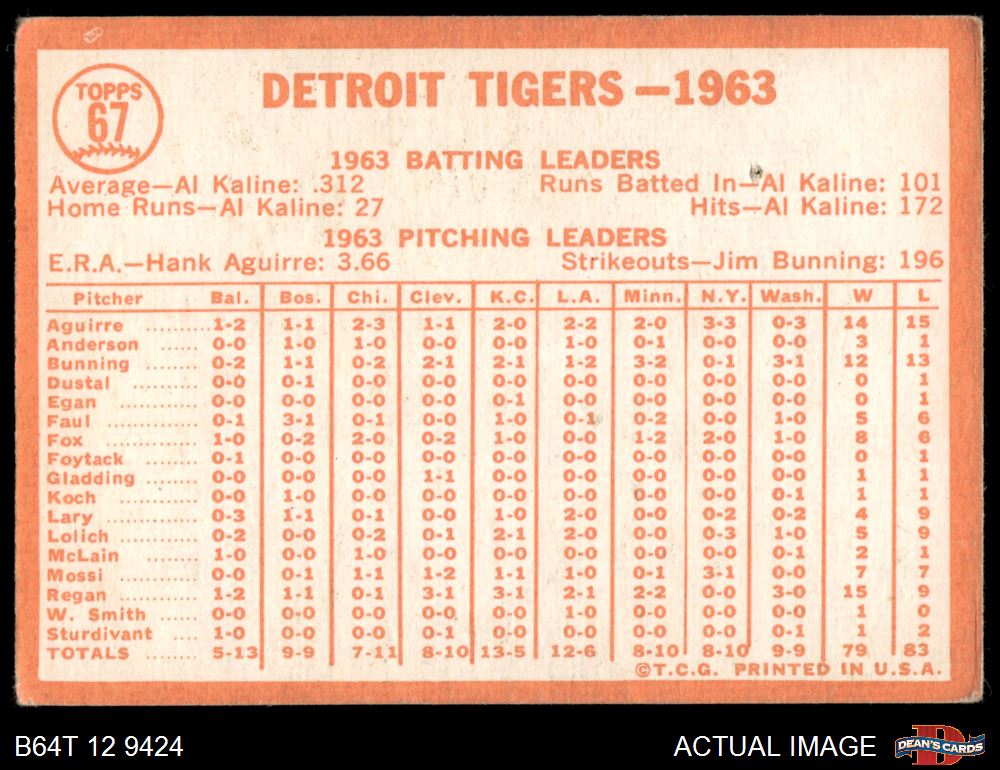 TOPPS
67
DETROIT TIGERS—1963
1963 BATTING LEADERS
Average—Al Kaline: .312 Runs Batted In—Al Kaline: 101
Home Runs—Al Kaline: 27 Hits—Al Kaline: 172
1963 PITCHING LEADERS
E.R.A.—Hank Aguirre: 3.66 Strikeouts—Jim Bunning: 196
Pitcher Bal. Bos. Chi. Clev. K.C. L.A. Minn. N.Y. Wash. W L
Aguirre .......... 1-2 1-1 2-3 1-1 2-0 2-2 2-0 3-3 0-3 14 15
Anderson ...... 0-0 1-0 1-0 0-0 0-0 1-0 0-1 0-0 0-0 3 1
Bunning ........ 0-2 1-1 0-2 2-1 2-1 1-2 3-2 0-1 3-1 12 13
Dustal .......... 0-0 0-1 0-0 0-0 0-0 0-0 0-0 0-0 0-0 0 1
Egan ............ 0-0 0-0 0-0 0-0 0-1 0-0 0-0 0-0 0-0 0 1
Faul .............. 0-1 3-1 0-1 0-0 1-0 0-1 0-2 0-0 1-0 5 6
Fox .............. 1-0 0-2 2-0 0-2 1-0 0-0 1-2 2-0 1-0 8 6
Foytack ........ 0-1 0-0 0-0 0-0 0-0 0-0 0-0 0-0 0-0 0 1
Gladding ...... 0-0 0-0 0-0 1-1 0-0 0-0 0-0 0-0 0-0 1 1
Koch ............ 0-0 1-0 0-0 0-0 0-0 0-0 0-0 0-0 0-1 1 1
Lary .............. 0-3 1-1 0-1 0-0 1-0 2-0 0-0 0-2 0-2 4 9
Lolich .......... 0-2 0-0 0-2 0-1 2-1 2-0 0-0 0-3 1-0 5 9
McLain ........ 1-0 0-0 1-0 0-0 0-0 0-0 0-0 0-0 0-1 2 1
Mossi ............ 0-0 0-1 1-1 1-2 1-1 1-0 0-1 3-1 0-0 7 7
Regan .......... 1-2 1-1 0-1 3-1 3-1 2-1 2-2 0-0 3-0 15 9
W. Smith ...... 0-0 0-0 0-0 0-0 0-0 1-0 0-0 0-0 0-0 1 0
Sturdivant .... 1-0 0-0 0-0 0-1 0-0 0-0 0-0 0-0 0-1 1 2
TOTALS ........ 5-13 9-9 7-11 8-10 13-5 12-6 8-10 8-10 9-9 79 83
©T.C.G. PRINTED IN U.S.A.
B64T 12 9424 ACTUAL IMAGE DEAN'S CARDS